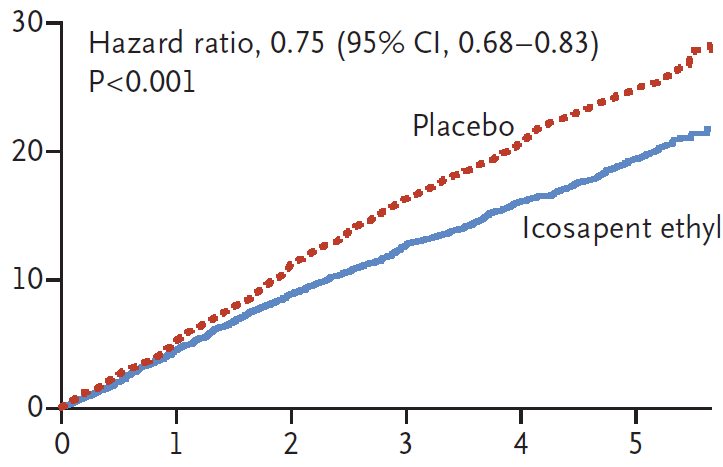 30
Hazard ratio, 0.75 (95% CI, 0.68–0.83)
P<0.001
Placebo
20
Icosapent ethyl
10
0
0 1 2 3 4 5